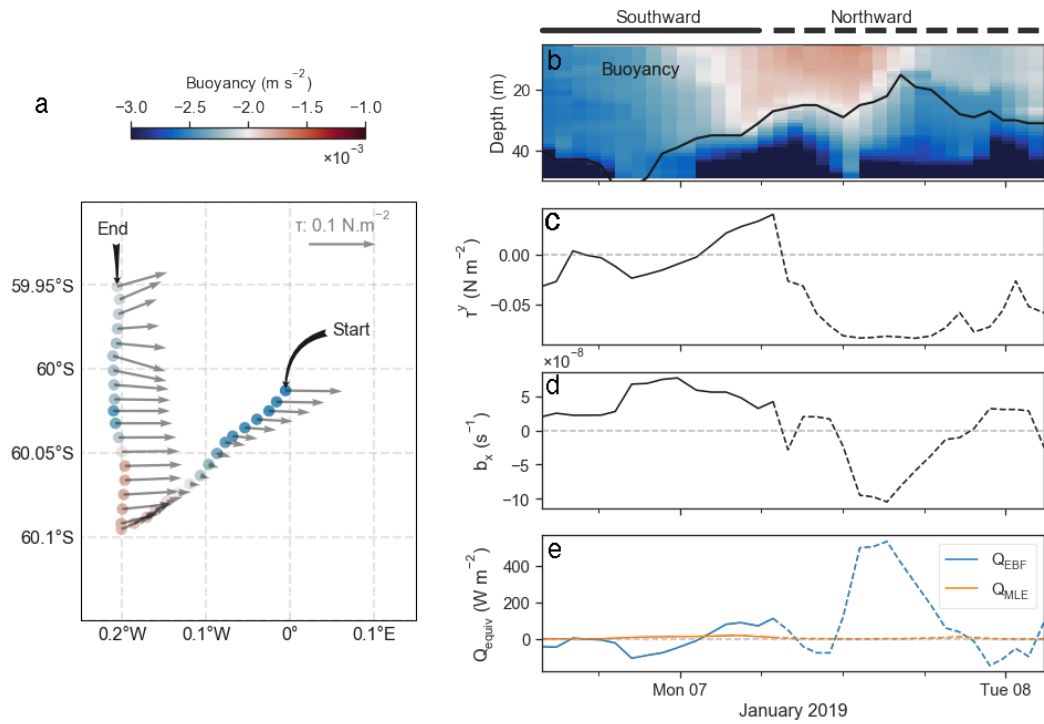 Southward Northward
a
Buoyancy (m s⁻²)
−3.0 −2.5 −2.0 −1.5 −1.0
×10⁻³
End
τ: 0.1 N.m⁻²
Start
59.95°S
60°S
60.05°S
60.1°S
0.2°W 0.1°W 0° 0.1°E
b
Buoyancy
Depth (m)
20
40
c
τʸ (N m⁻²)
0.00
−0.05
×10⁻⁸
d
bₓ(s⁻¹)
5
0
−5
−10
e
Q_equiv (W m⁻²)
400
200
0
Q_EBF
Q_MLE
Mon 07 Tue 08
January 2019